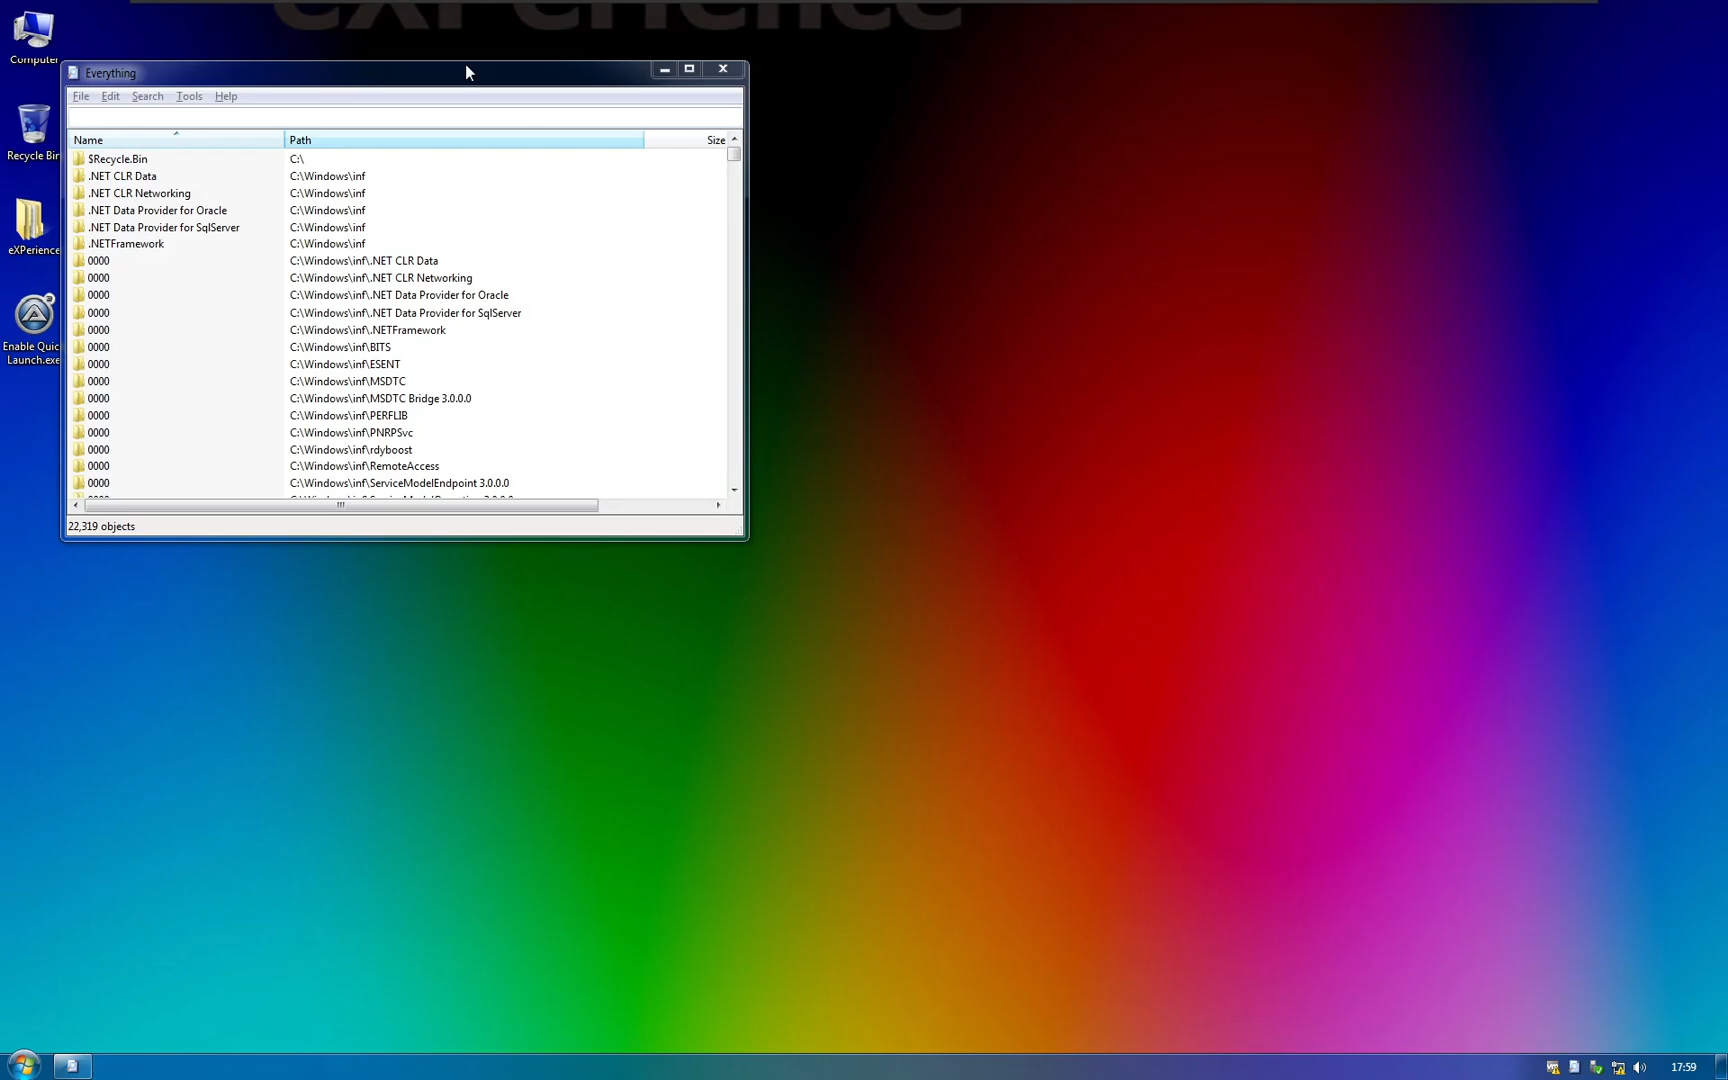 eXPerience
Computer
Recycle Bin
eXPerience
Enable Quic
Launch.exe
Everything
File Edit Search Tools Help
Name Path Size
$Recycle.Bin C:\
.NET CLR Data C:\Windows\inf
.NET CLR Networking C:\Windows\inf
.NET Data Provider for Oracle C:\Windows\inf
.NET Data Provider for SqlServer C:\Windows\inf
.NETFramework C:\Windows\inf
0000 C:\Windows\inf\.NET CLR Data
0000 C:\Windows\inf\.NET CLR Networking
0000 C:\Windows\inf\.NET Data Provider for Oracle
0000 C:\Windows\inf\.NET Data Provider for SqlServer
0000 C:\Windows\inf\.NETFramework
0000 C:\Windows\inf\BITS
0000 C:\Windows\inf\ESENT
0000 C:\Windows\inf\MSDTC
0000 C:\Windows\inf\MSDTC Bridge 3.0.0.0
0000 C:\Windows\inf\PERFLIB
0000 C:\Windows\inf\PNRPSvc
0000 C:\Windows\inf\rdyboost
0000 C:\Windows\inf\RemoteAccess
0000 C:\Windows\inf\ServiceModelEndpoint 3.0.0.0
22,319 objects
17:59